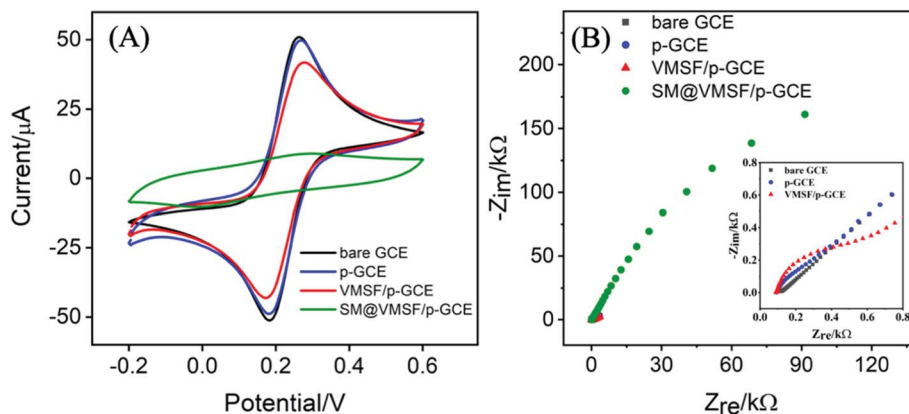 (A)
50
25
0
-25
-50
Current/μA
-0.2 0.0 0.2 0.4 0.6
Potential/V
bare GCE
p-GCE
VMSF/p-GCE
SM@VMSF/p-GCE
(B)
225
200
150
100
50
0
-Zim/kΩ
0 30 60 90 120
Zre/kΩ
bare GCE
p-GCE
VMSF/p-GCE
SM@VMSF/p-GCE
0.8
0.6
0.4
0.2
0.0
-Zim/kΩ
0.0 0.2 0.4 0.6 0.8
Zre/kΩ
bare GCE
p-GCE
VMSF/p-GCE